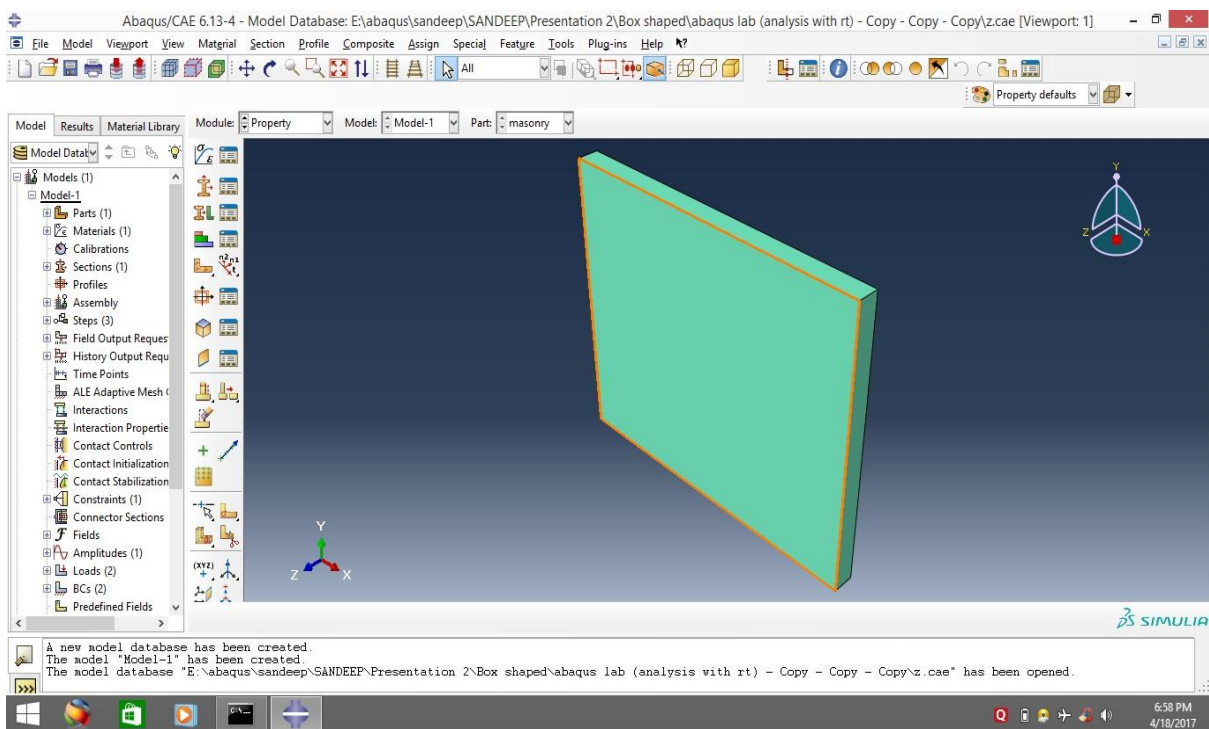 Abaqus/CAE 6.13-4 - Model Database: E:\abaqus\sandeep\SANDEEP\Presentation 2\Box shaped\abaqus lab (analysis with rt) - Copy - Copy - Copy\z.cae [Viewport: 1]
File Model Viewport View Material Section Profile Composite Assign Special Feature Tools Plug-ins Help
All
Property defaults
Model Results Material Library Module: Property Model: Model-1 Part: masonry
Model Datab
Models (1)
Model-1
Parts (1)
Materials (1)
Calibrations
Sections (1)
Profiles
Assembly
Steps (3)
Field Output Reques
History Output Requ
Time Points
ALE Adaptive Mesh
Interactions
Interaction Propertie
Contact Controls
Contact Initialization
Contact Stabilization
Constraints (1)
Connector Sections
Fields
Amplitudes (1)
Loads (2)
BCs (2)
Predefined Fields
Y
Z
X
Y
Z
X
SIMULIA
A new model database has been created.
The model "Model-1" has been created.
The model database "E:\abaqus\sandeep\SANDEEP\Presentation 2\Box shaped\abaqus lab (analysis with rt) - Copy - Copy - Copy\z.cae" has been opened.
6:58 PM
4/18/2017